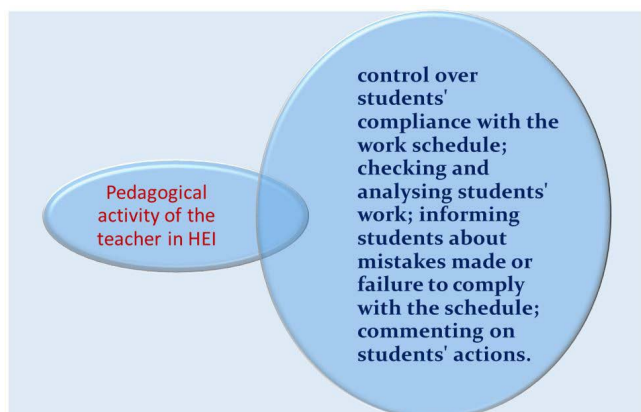 Pedagogical
activity of the
teacher in HEI
control over
students'
compliance with the
work schedule;
checking and
analysing students'
work; informing
students about
mistakes made or
failure to comply
with the schedule;
commenting on
students' actions.